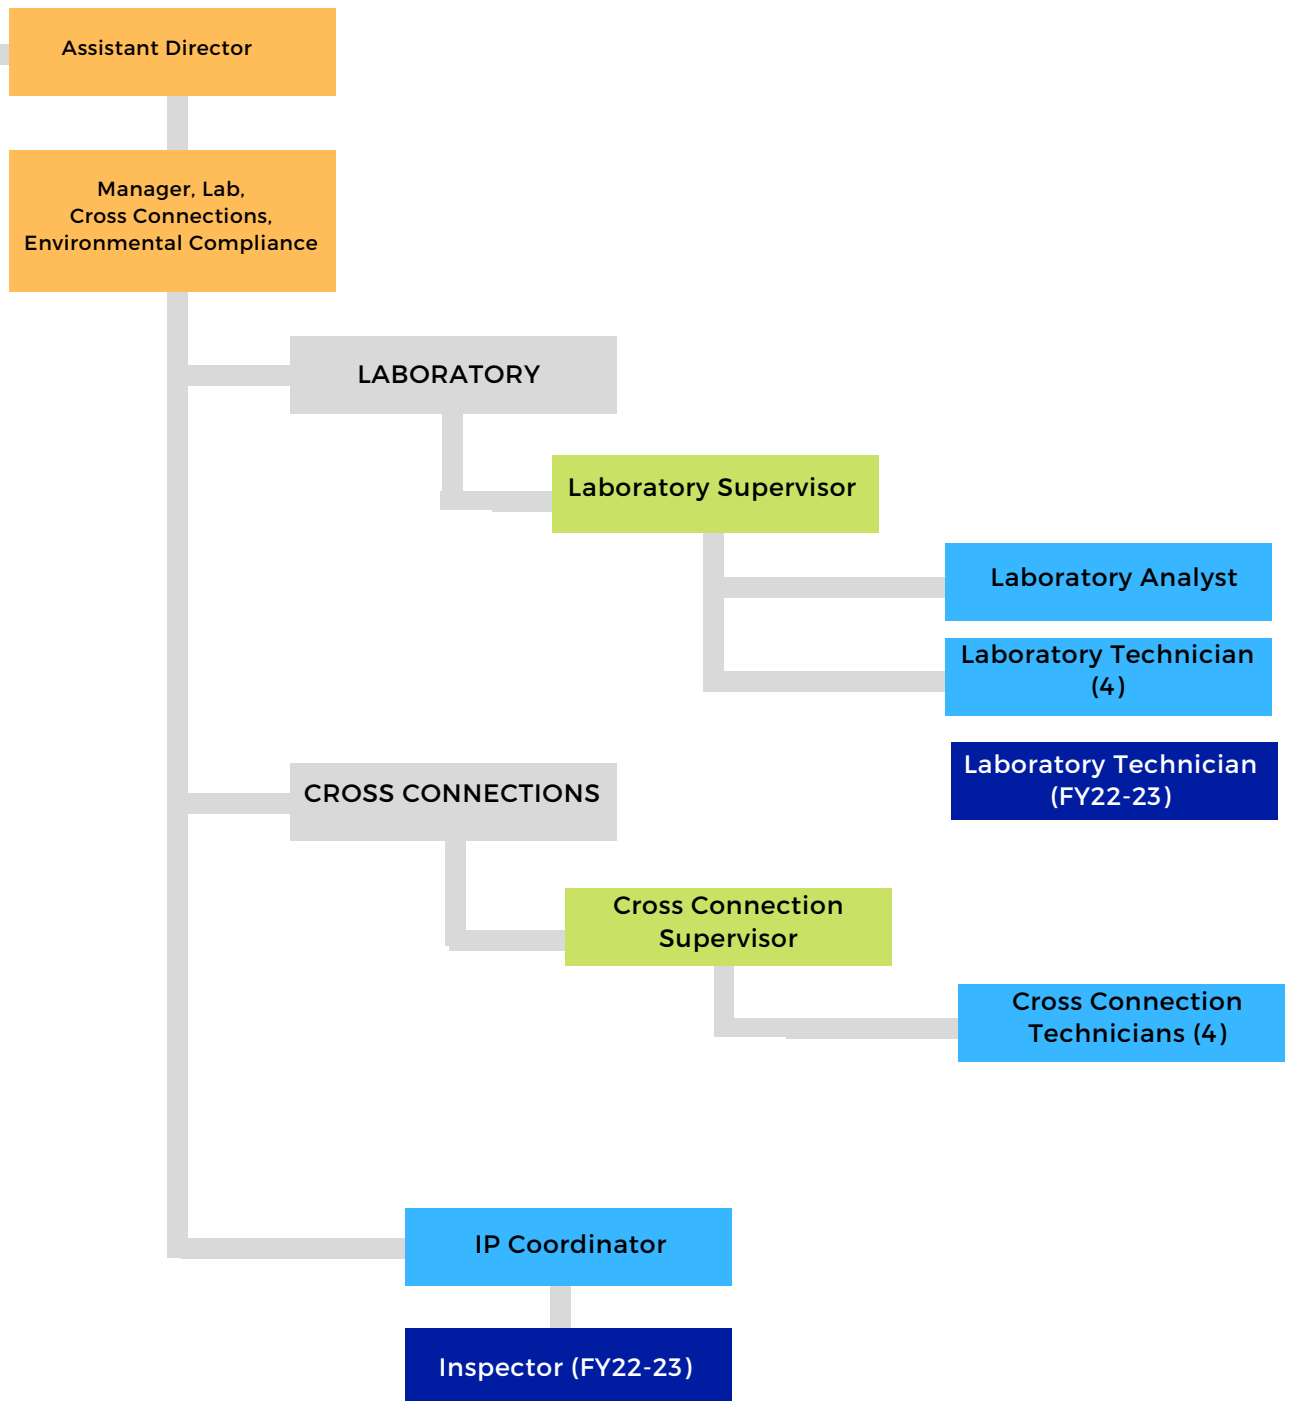 Assistant Director
Manager, Lab,
Cross Connections,
Environmental Compliance
LABORATORY
Laboratory Supervisor
Laboratory Analyst
Laboratory Technician
(4)
Laboratory Technician
(FY22-23)
CROSS CONNECTIONS
Cross Connection
Supervisor
Cross Connection
Technicians (4)
IP Coordinator
Inspector (FY22-23)